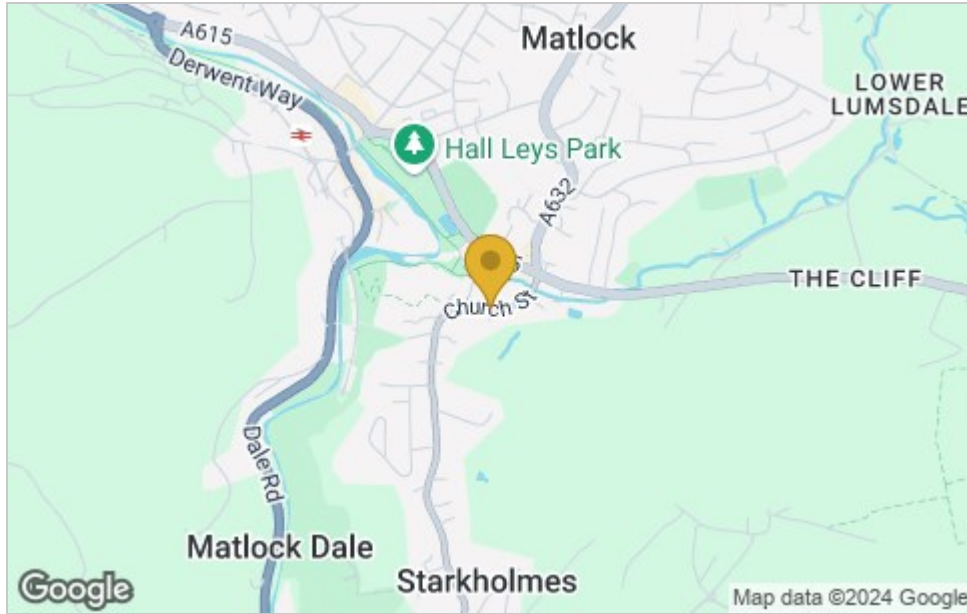 A615
Matlock
Derwent Way
LOWER
LUMSDALE
Hall Leys Park
A632
THE CLIFF
Church St
Dale Rd
Matlock Dale
Starkholmes
Google
Map data ©2024 Google